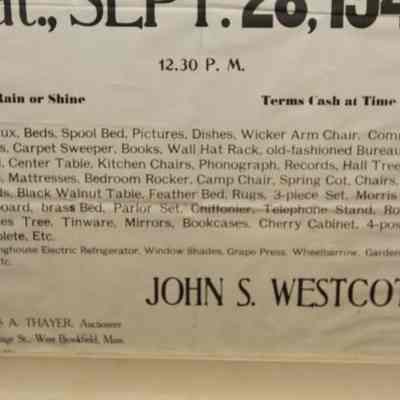 at., SEPT. 28, 194
12.30 P. M.
Rain or Shine Terms Cash at Time
ux, Beds, Spool Bed, Pictures, Dishes, Wicker Arm Chair, Com
s, Carpet Sweeper, Books, Wall Hat Rack, old-fashioned Bureau
l, Center Table, Kitchen Chairs, Phonograph, Records, Hall Tree
, Mattresses, Bedroom Rocker, Camp Chair, Spring Cot, Chairs,
ds, Black Walnut Table, Feather Bed, Rugs, 3-piece Set, Morris
board, brass Bed, Parlor Set, Chiffonier, Telephone Stand, Ro
es Tree, Tinware, Mirrors, Bookcases, Cherry Cabinet, 4-pos
plete, Etc.
nghouse Electric Refrigerator, Window Shades, Grape Press, Wheelbarrow, Garden
tc.
JOHN S. WESTCOT
S A. THAYER, Auctioneer
St., West Brookfield, Mass.